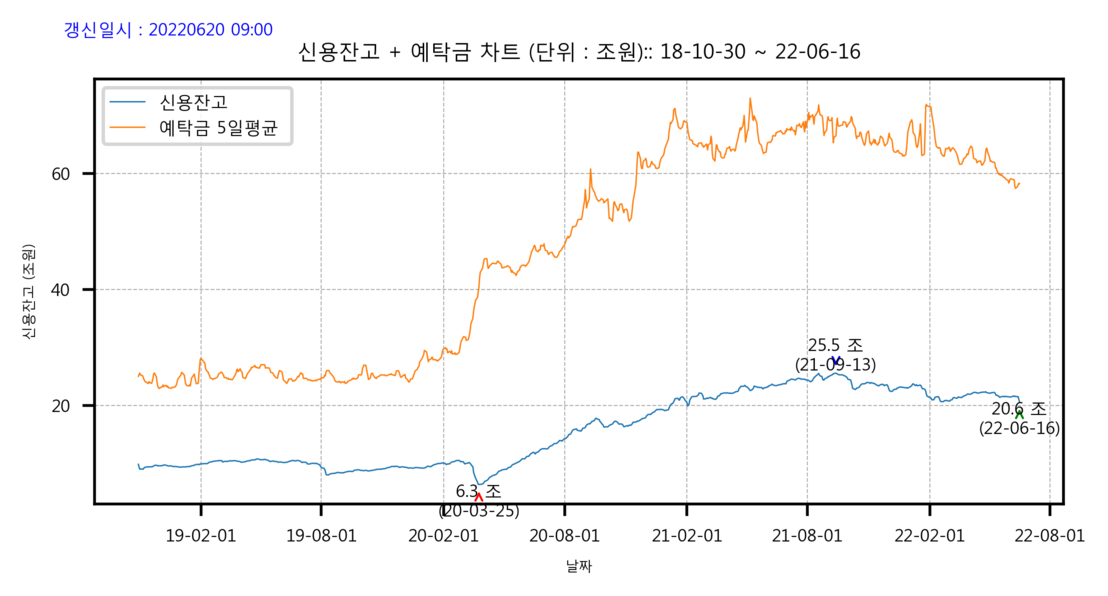 갱신일시 : 20220620 09:00
신용잔고 + 예탁금 차트 (단위 : 조원):: 18-10-30 ~ 22-06-16
신용잔고
예탁금 5일평균
신용잔고 (조원)
60
40
20
25.5 조
(21-09-13)
20.6 조
(22-06-16)
6.3 조
(20-03-25)
19-02-01
19-08-01
20-02-01
20-08-01
21-02-01
21-08-01
22-02-01
22-08-01
날짜